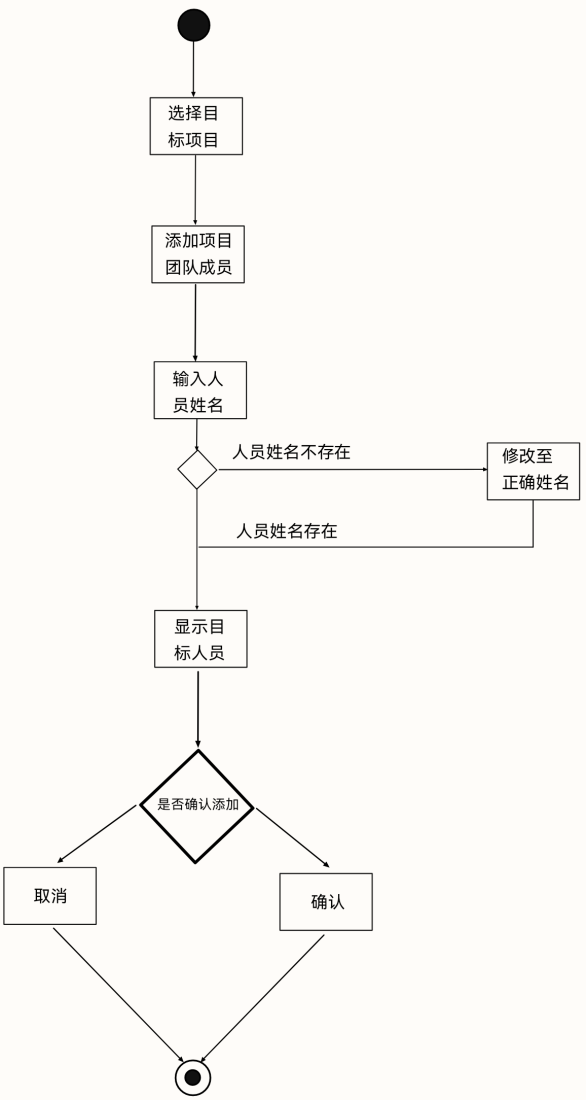 选择目
标项目
添加项目
团队成员
输入人
员姓名
人员姓名不存在
修改至
正确姓名
人员姓名存在
显示目
标人员
是否确认添加
取消
确认